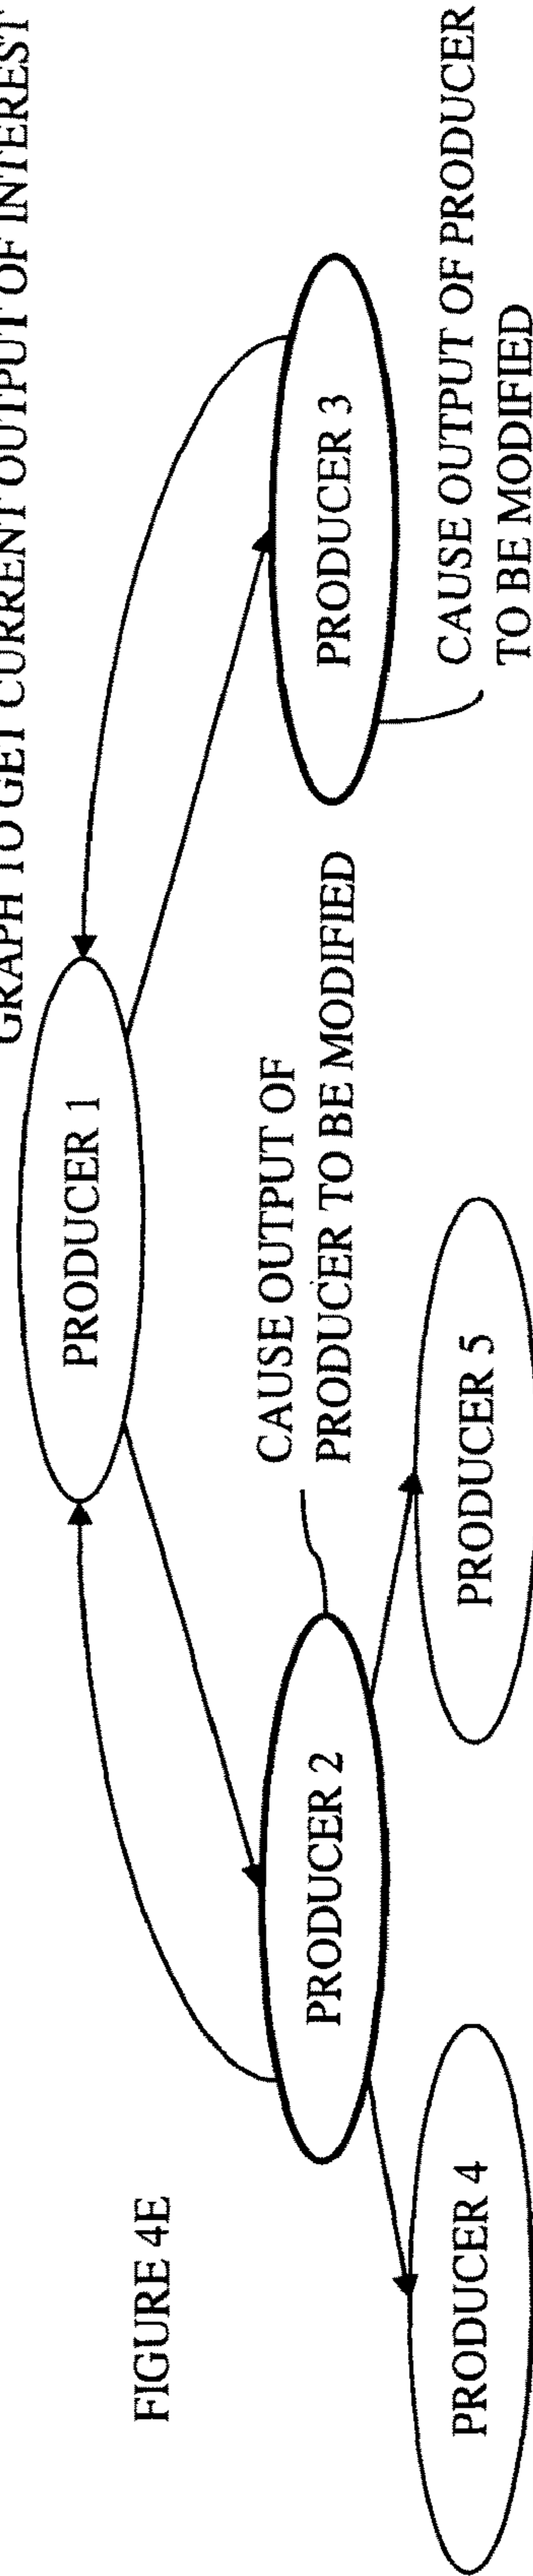 GRAPH TO GET CURRENT OUTPUT OF INTEREST
PRODUCER 1
FIGURE 4E
PRODUCER 2
CAUSE OUTPUT OF
PRODUCER TO BE MODIFIED
PRODUCER 3
CAUSE OUTPUT OF PRODUCER
TO BE MODIFIED
PRODUCER 4
PRODUCER 5